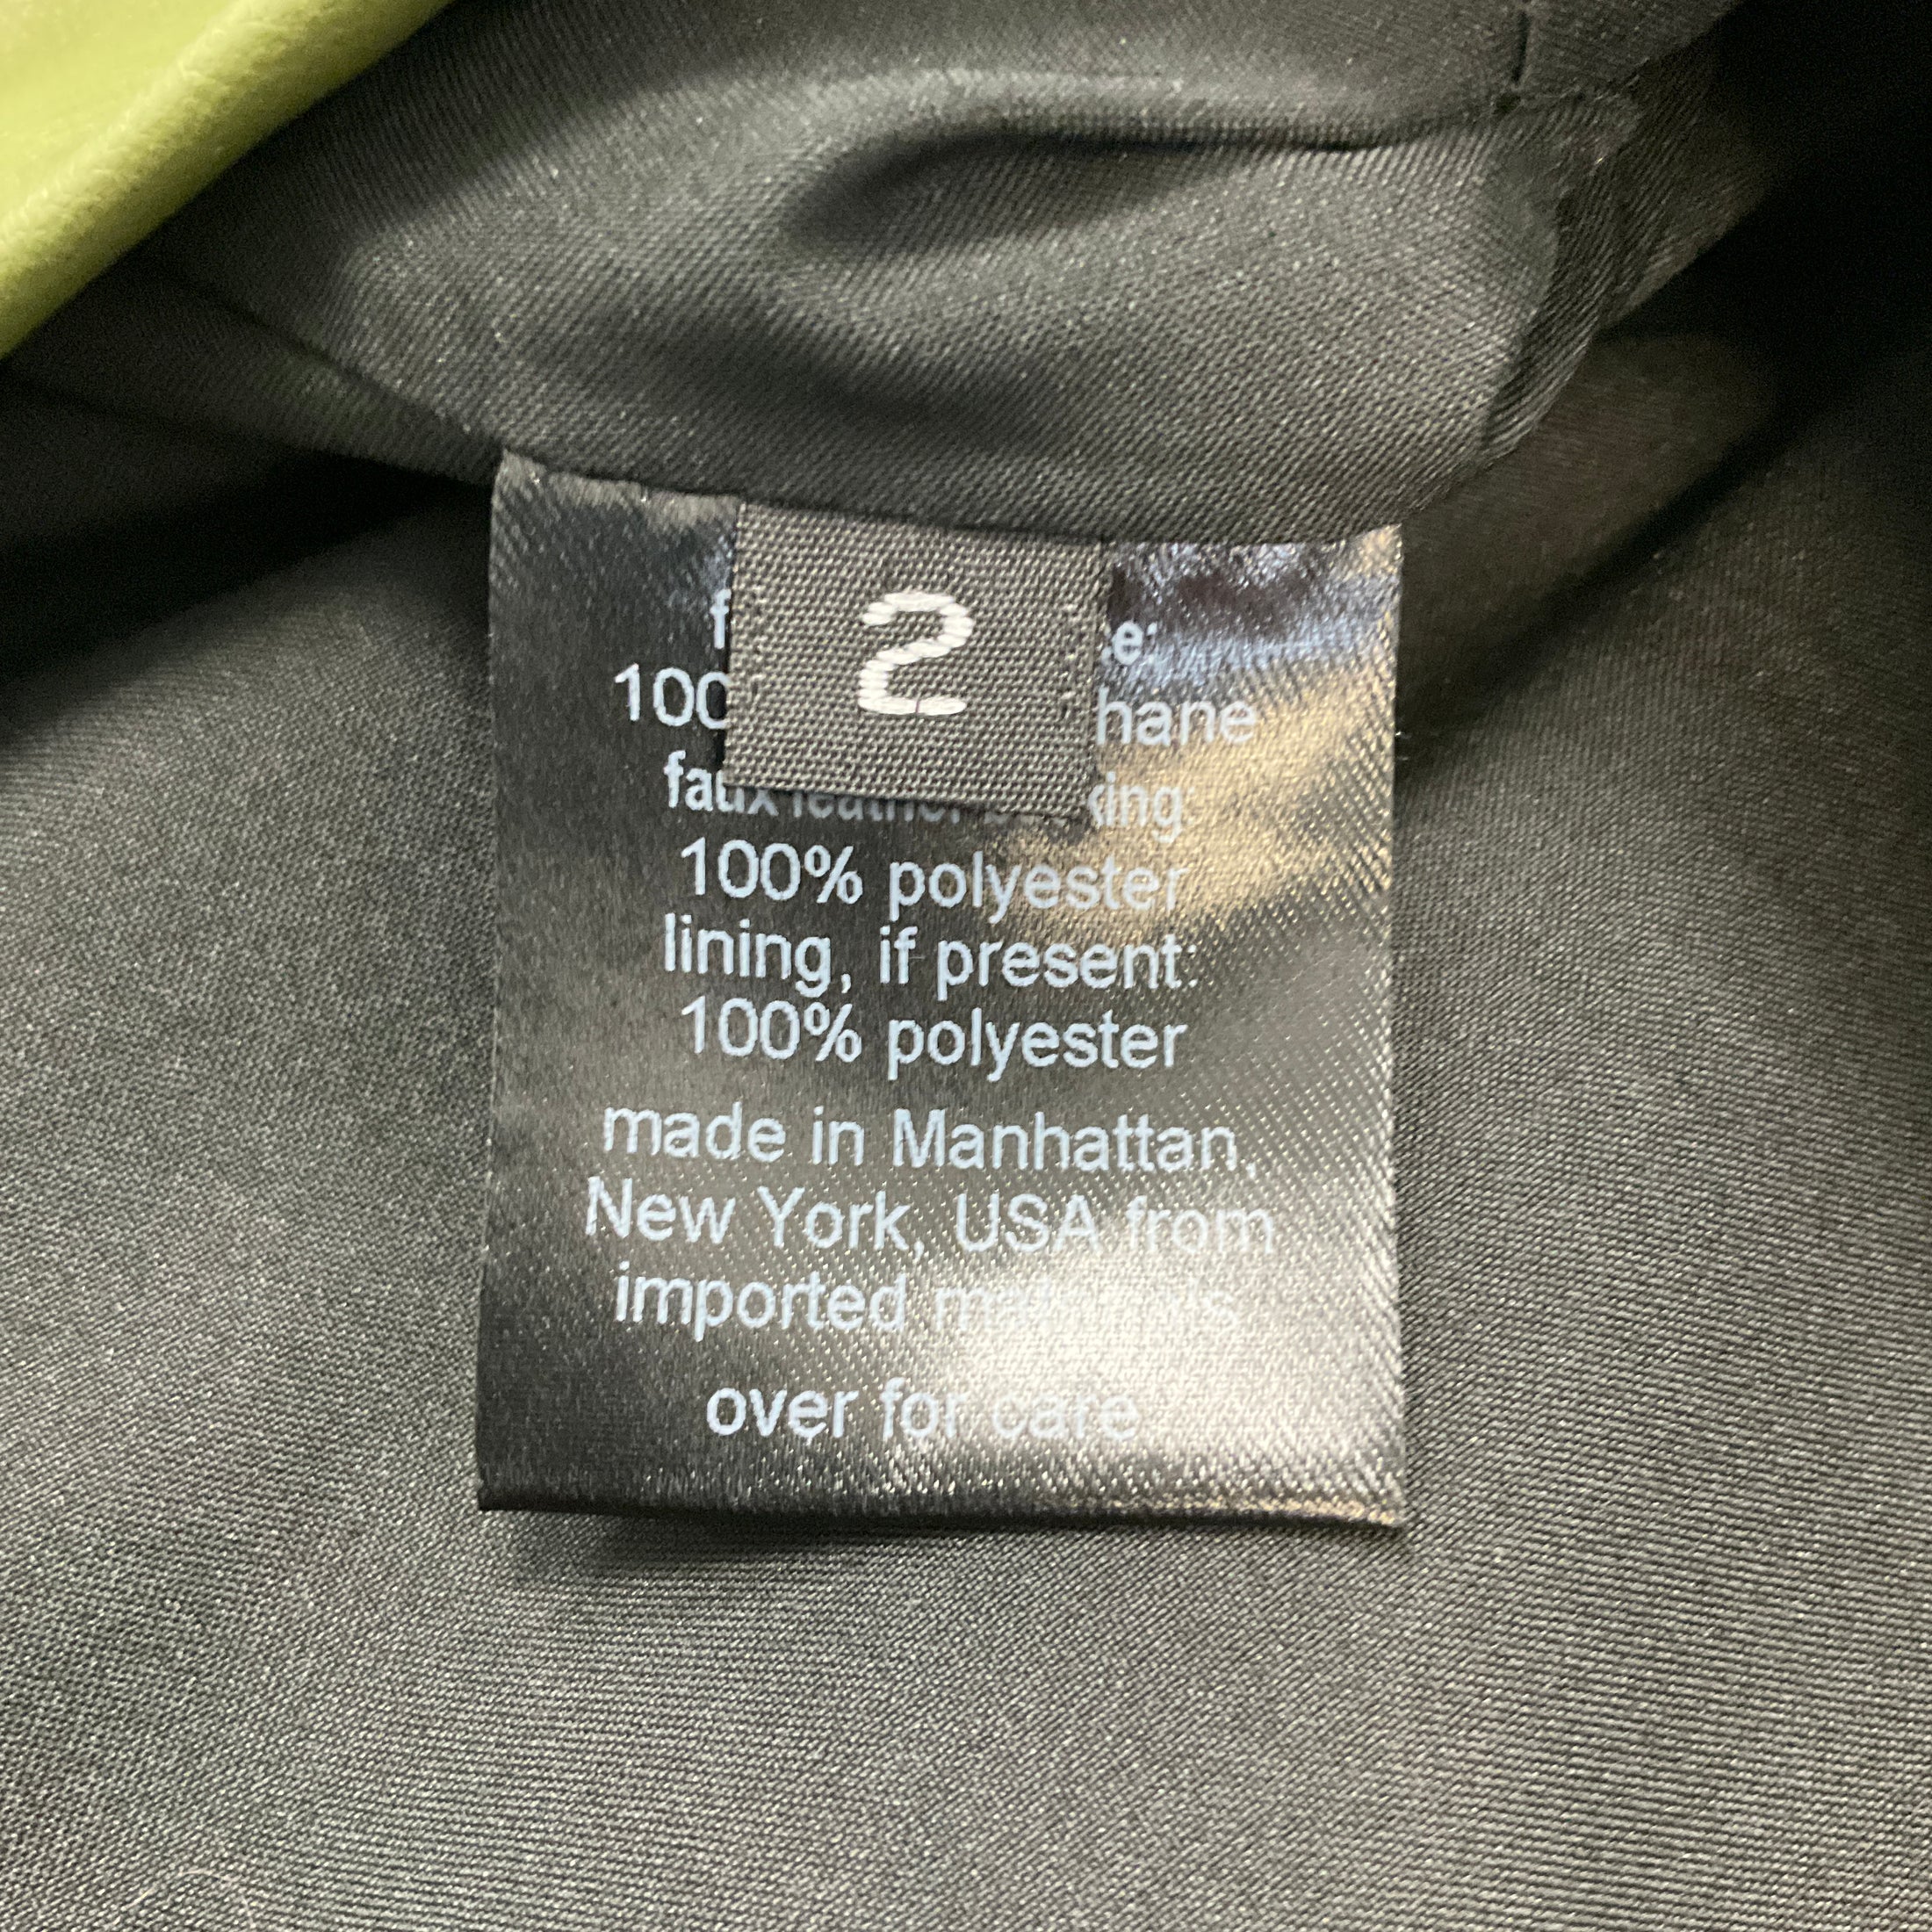 2
100
faux leather
100% polyester
lining, if present:
100% polyester
made in Manhattan,
New York, USA from
imported materials
over for care